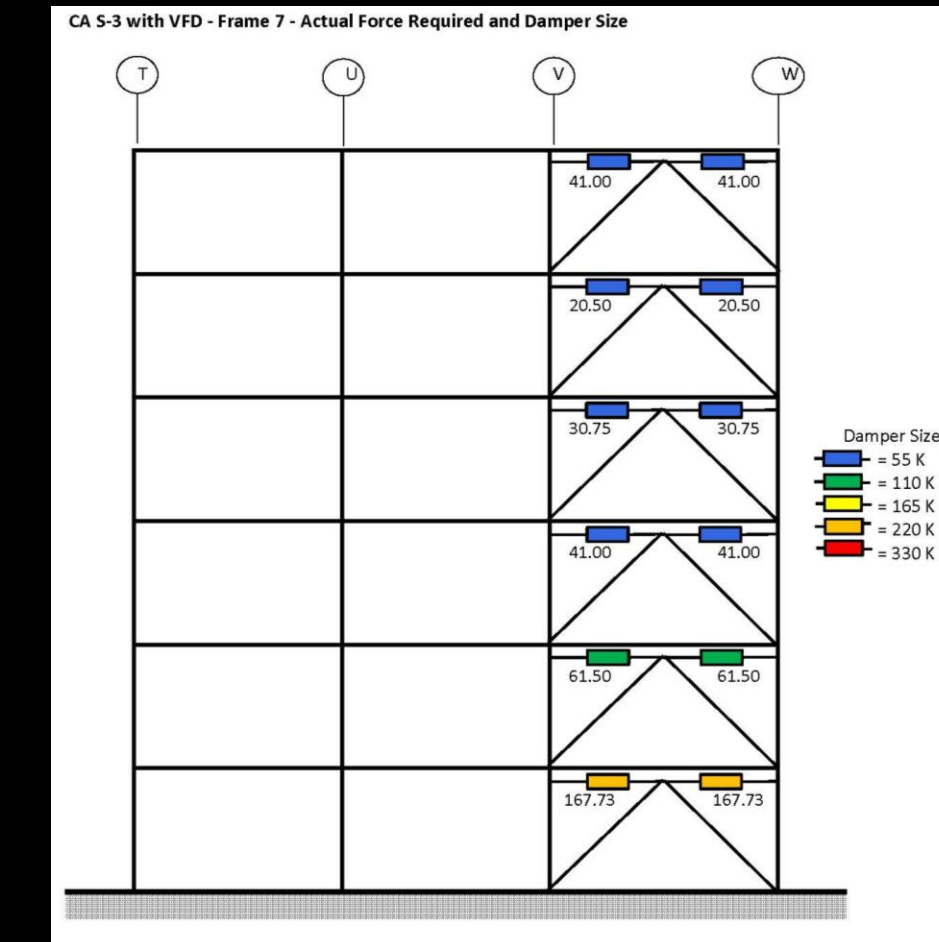 CA S-3 with VFD - Frame 7 - Actual Force Required and Damper Size
T U V W
41.00 41.00
20.50 20.50
30.75 30.75
Damper Size
= 55 K
= 110 K
= 165 K
= 220 K
= 330 K
41.00 41.00
61.50 61.50
167.73 167.73